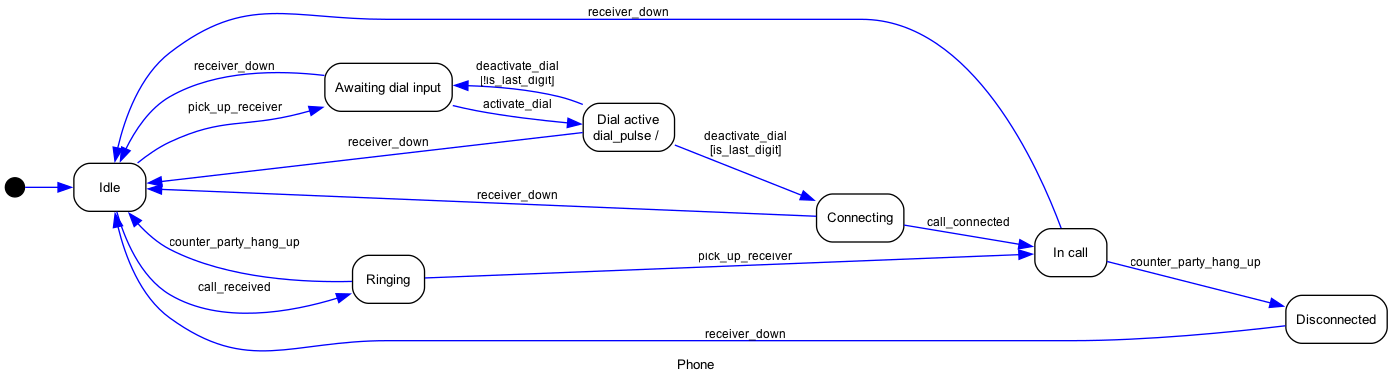 receiver_down
receiver_down
pick_up_receiver
Awaiting dial input
deactivate_dial
[!is_last_digit]
activate_dial
Dial active
dial_pulse /
receiver_down
deactivate_dial
[is_last_digit]
Idle
receiver_down
Connecting
call_connected
counter_party_hang_up
pick_up_receiver
In call
counter_party_hang_up
Ringing
call_received
Disconnected
receiver_down
Phone